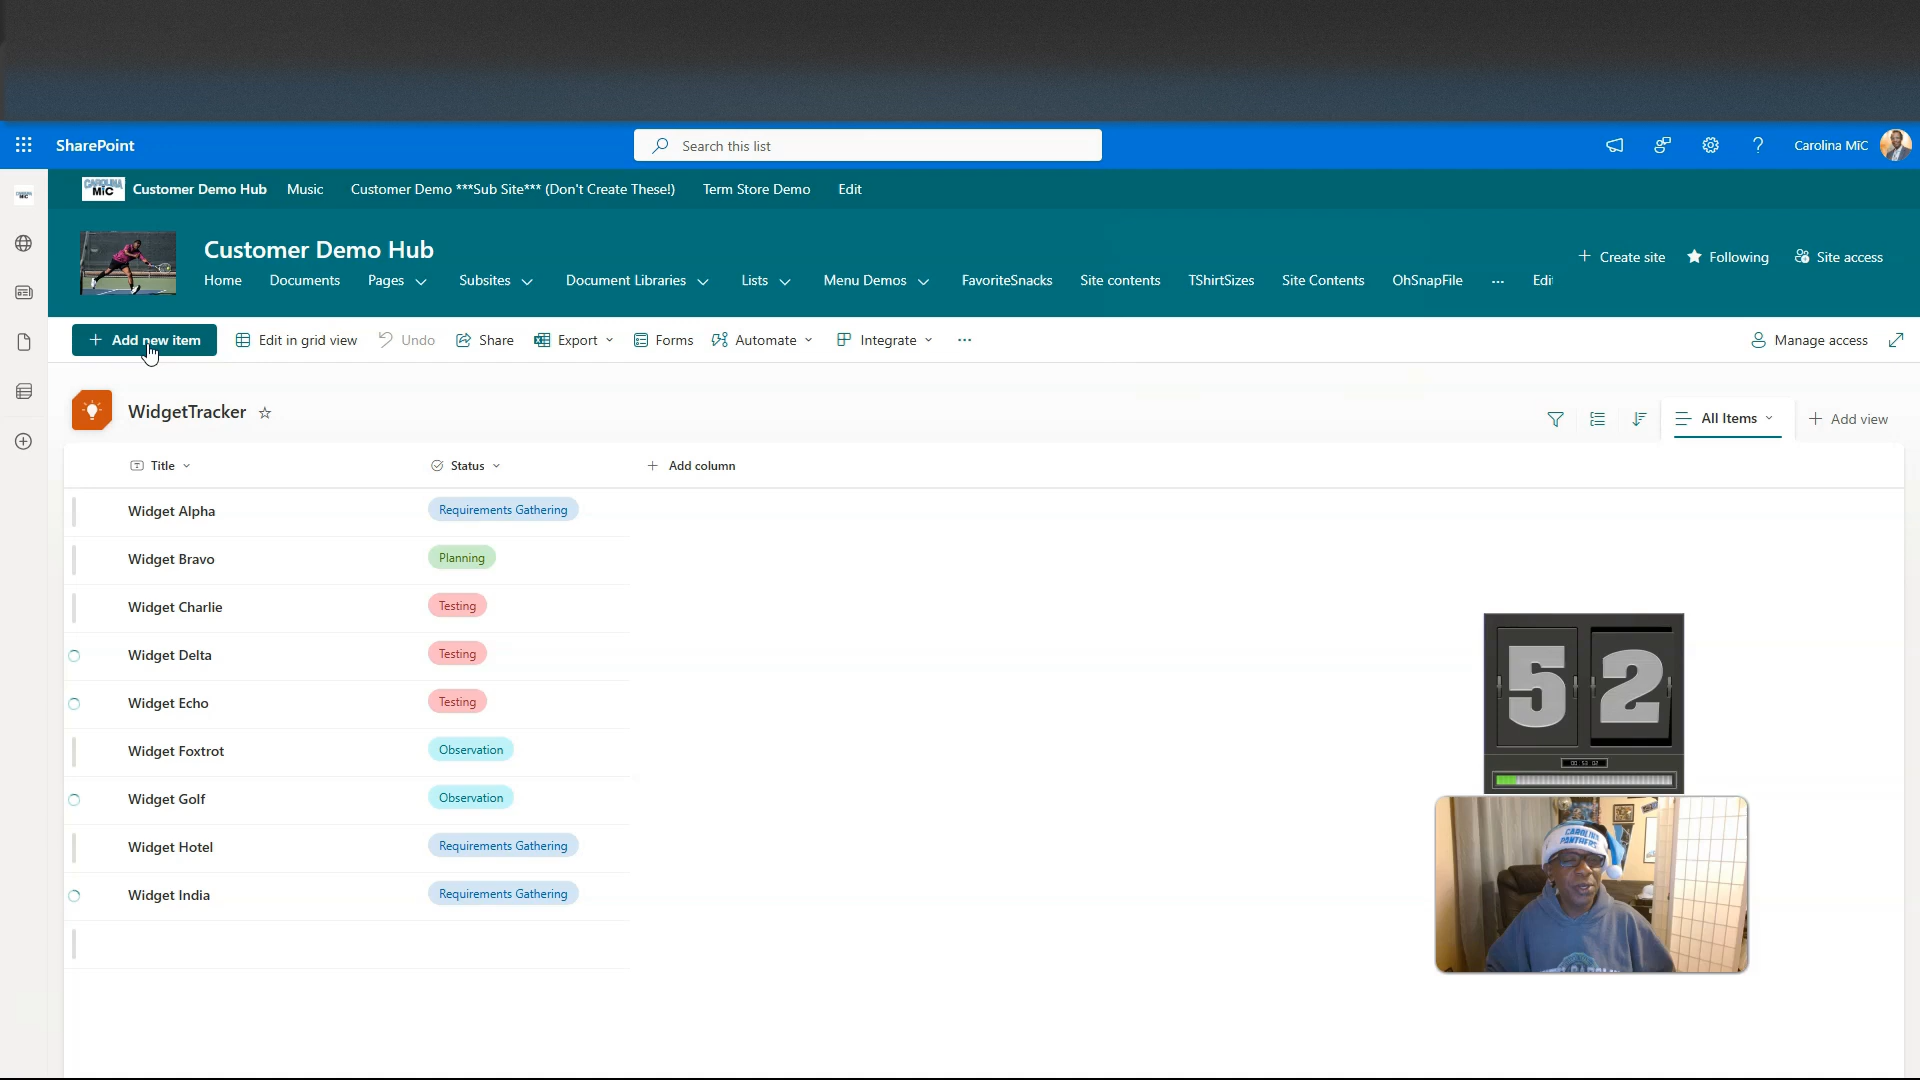 SharePoint
Search this list
Carolina MiC
CAROLINA
MiC
Customer Demo Hub
Music
Customer Demo ***Sub Site*** (Don't Create These!)
Term Store Demo
Edit
Customer Demo Hub
Home
Documents
Pages
Subsites
Document Libraries
Lists
Menu Demos
FavoriteSnacks
Site contents
TShirtSizes
Site Contents
OhSnapFile
...
Edit
+ Create site
Following
Site access
+ Add new item
Edit in grid view
Undo
Share
Export
Forms
Automate
Integrate
...
Manage access
WidgetTracker
All Items
+ Add view
Title
Status
+ Add column
Widget Alpha
Requirements Gathering
Widget Bravo
Planning
Widget Charlie
Testing
Widget Delta
Testing
Widget Echo
Testing
Widget Foxtrot
Observation
Widget Golf
Observation
Widget Hotel
Requirements Gathering
Widget India
Requirements Gathering
52
CAROLINA
PANTHERS